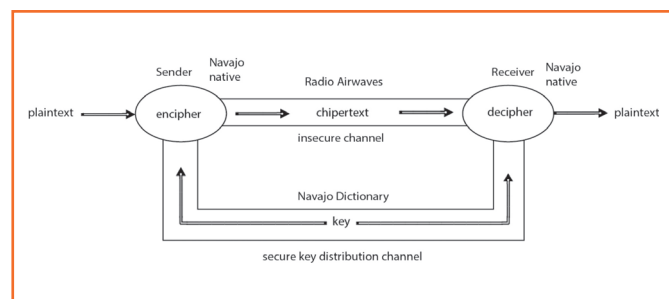 Sender
Navajo
native
Radio Airwaves
Receiver
Navajo
native
plaintext
encipher
chipertext
decipher
plaintext
insecure channel
Navajo Dictionary
key
secure key distribution channel